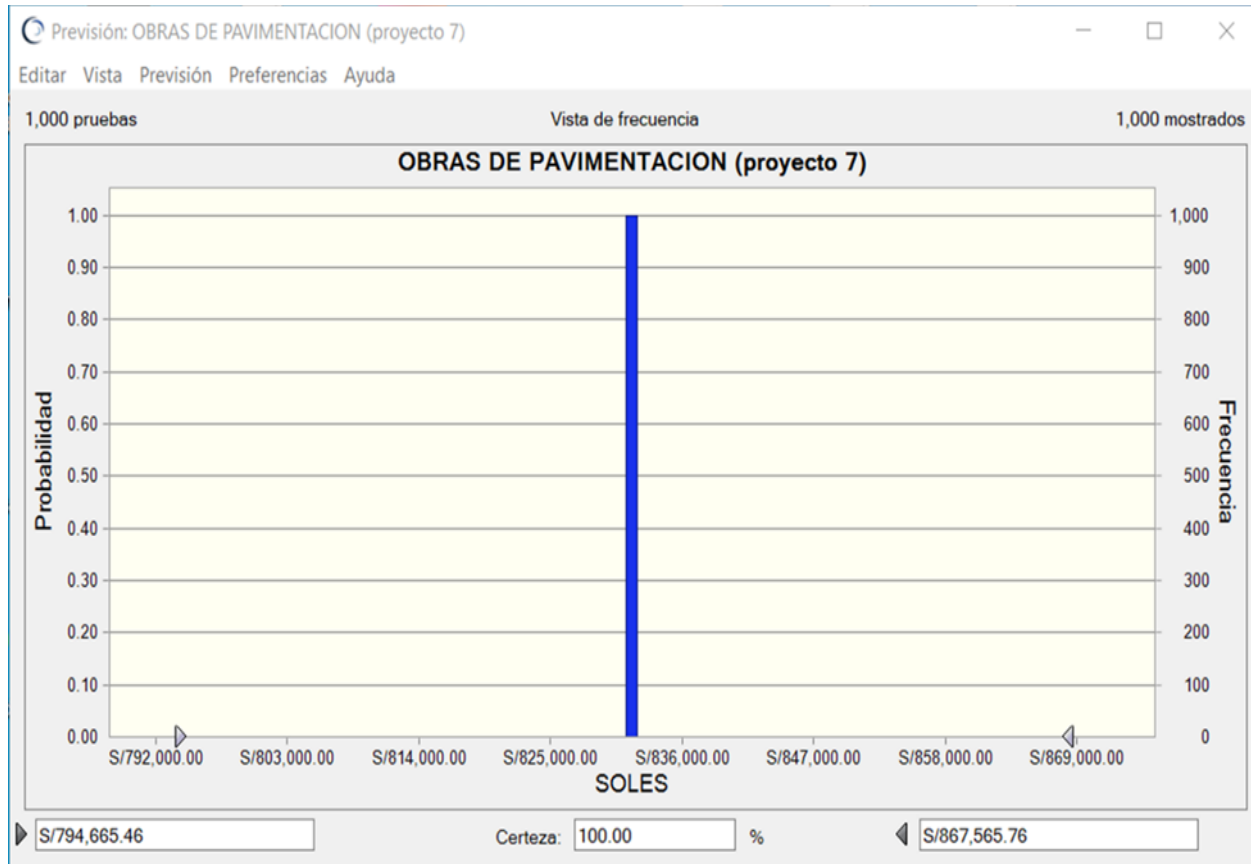 Previsión: OBRAS DE PAVIMENTACION (proyecto 7)
Editar Vista Previsión Preferencias Ayuda
1,000 pruebas Vista de frecuencia 1,000 mostrados
OBRAS DE PAVIMENTACION (proyecto 7)
1.00 1,000
0.90 900
0.80 800
0.70 700
0.60 600
0.50 500
0.40 400
0.30 300
0.20 200
0.10 100
0.00 0
Probabilidad
Frecuencia
S/792,000.00 S/803,000.00 S/814,000.00 S/825,000.00 S/836,000.00 S/847,000.00 S/858,000.00 S/869,000.00
SOLES
S/794,665.46 Certeza: 100.00 % S/867,565.76